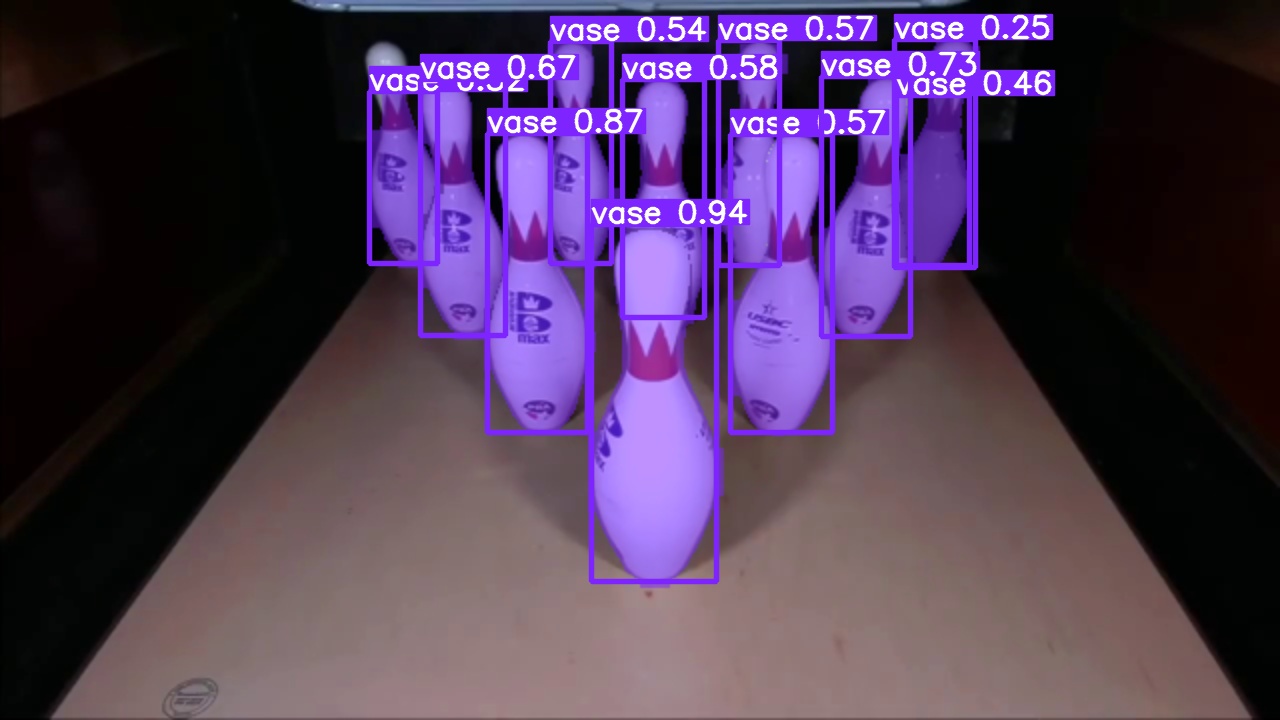 vase 0.54
vase 0.57
vase 0.25
vase 0.67
vase 0.58
vase 0.73
vase
vase 0.46
vase 0.87
vase 0.57
vase 0.94
max
max
max
max
max
USBC